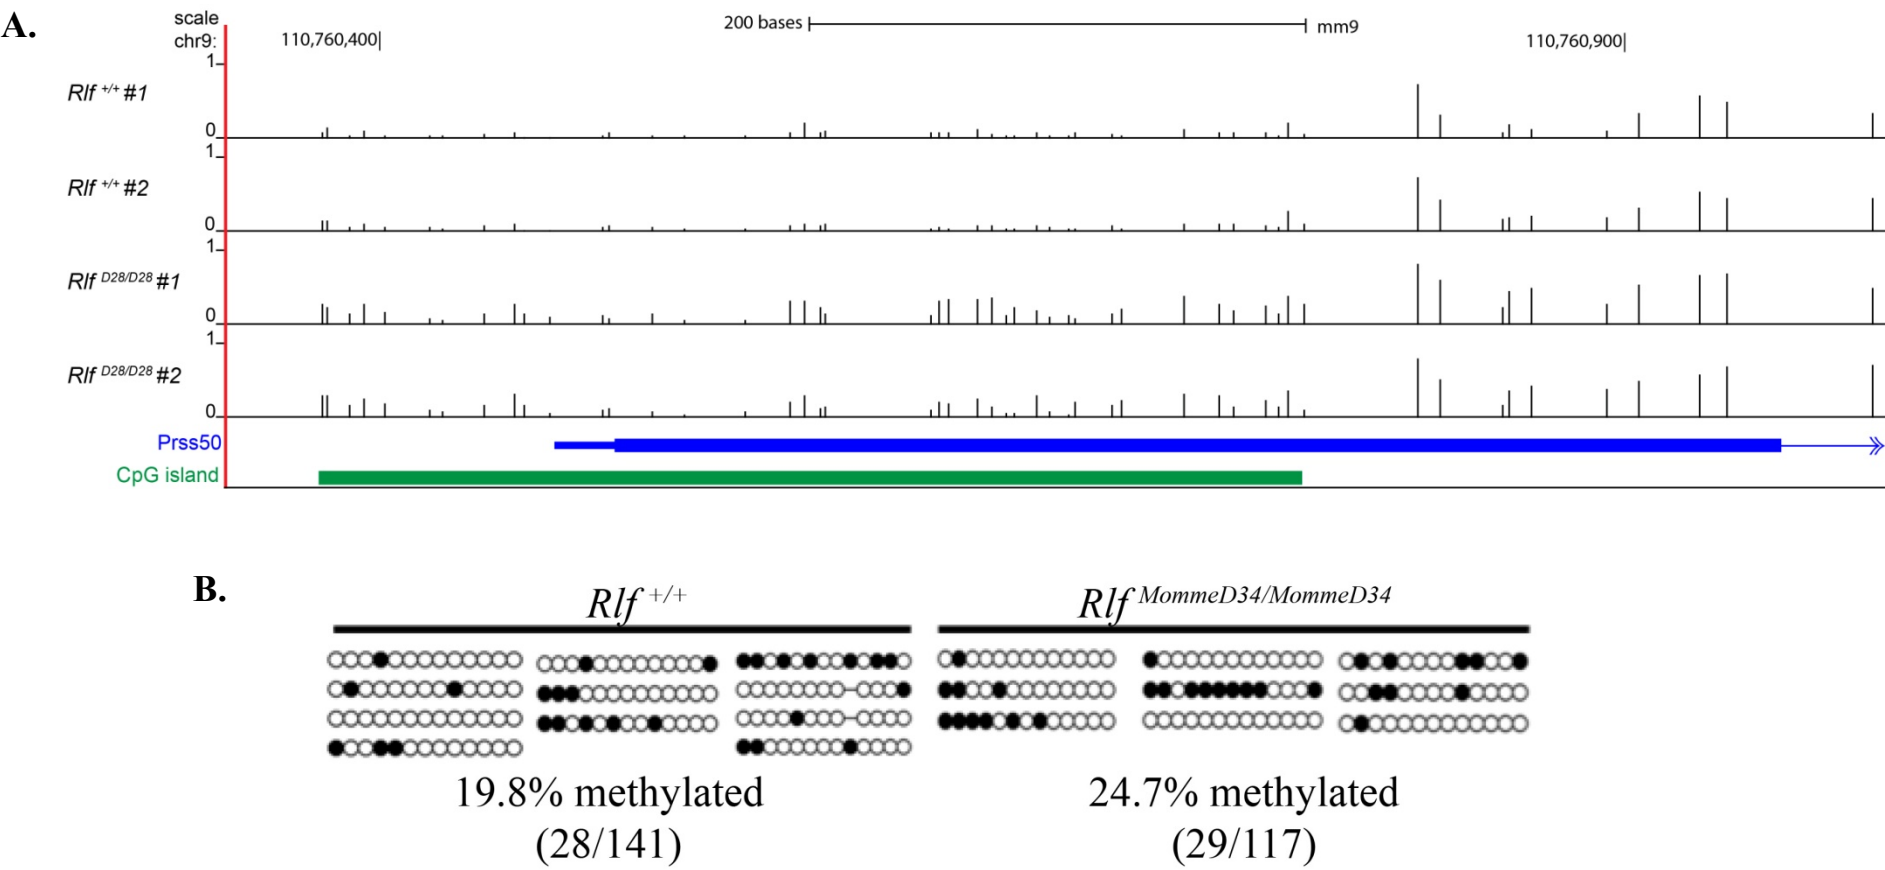 A.
scale
200 bases
mm9
chr9:
110,760,400|
110,760,900|
1
Rlf +/+ #1
0
1
Rlf +/+ #2
0
1
Rlf D28/D28 #1
0
1
Rlf D28/D28 #2
0
Prss50
CpG island
B.
Rlf +/+
Rlf MommeD34/MommeD34
19.8% methylated
(28/141)
24.7% methylated
(29/117)